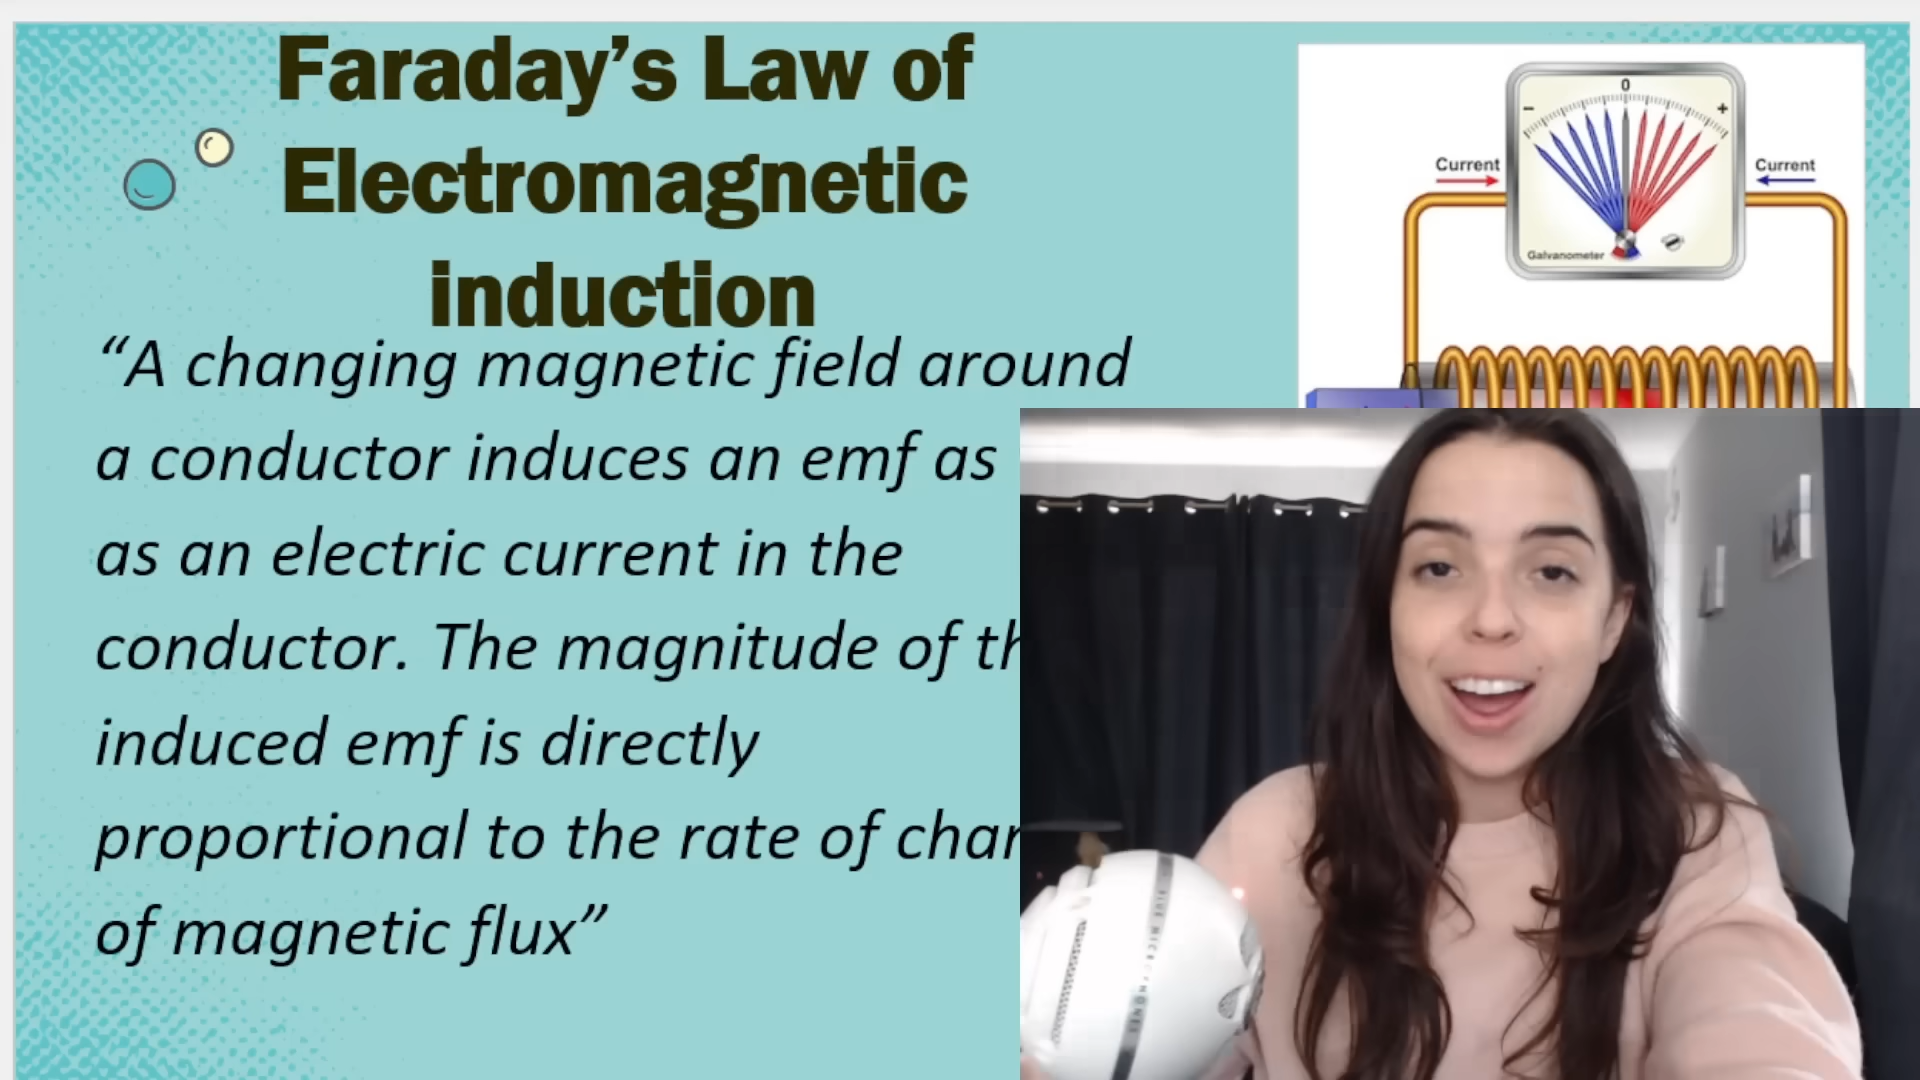 Faraday’s Law of
Electromagnetic
induction
“A changing magnetic field around
a conductor induces an emf as
as an electric current in the
conductor. The magnitude of
induced emf is directly
proportional to the rate of
of magnetic flux”
0
− +
Current
Current
Galvanometer